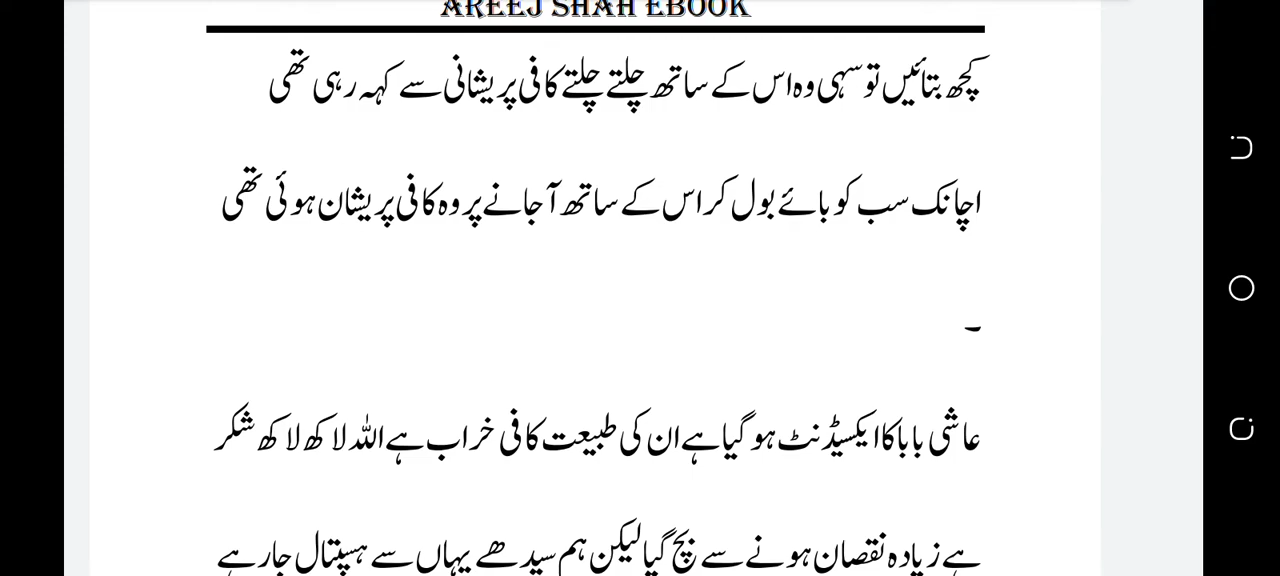 AREEJ SHAH EBOOK
کچھ بتائیں تو سہی وہ اس کے ساتھ چلتے چلتے کافی پریشانی سے کہہ رہی تھی
اچانک سب کو بائے بول کر اس کے ساتھ آجانے پر وہ کافی پریشان ہوئی تھی
۔
عاشی بابا کا ایکسیڈنٹ ہو گیا ہے ان کی طبیعت کافی خراب ہے اللہ لاکھ لاکھ شکر
ہے زیادہ نقصان ہونے سے بچ گیا لیکن ہم سیدھے یہاں سے ہسپتال جا رہے